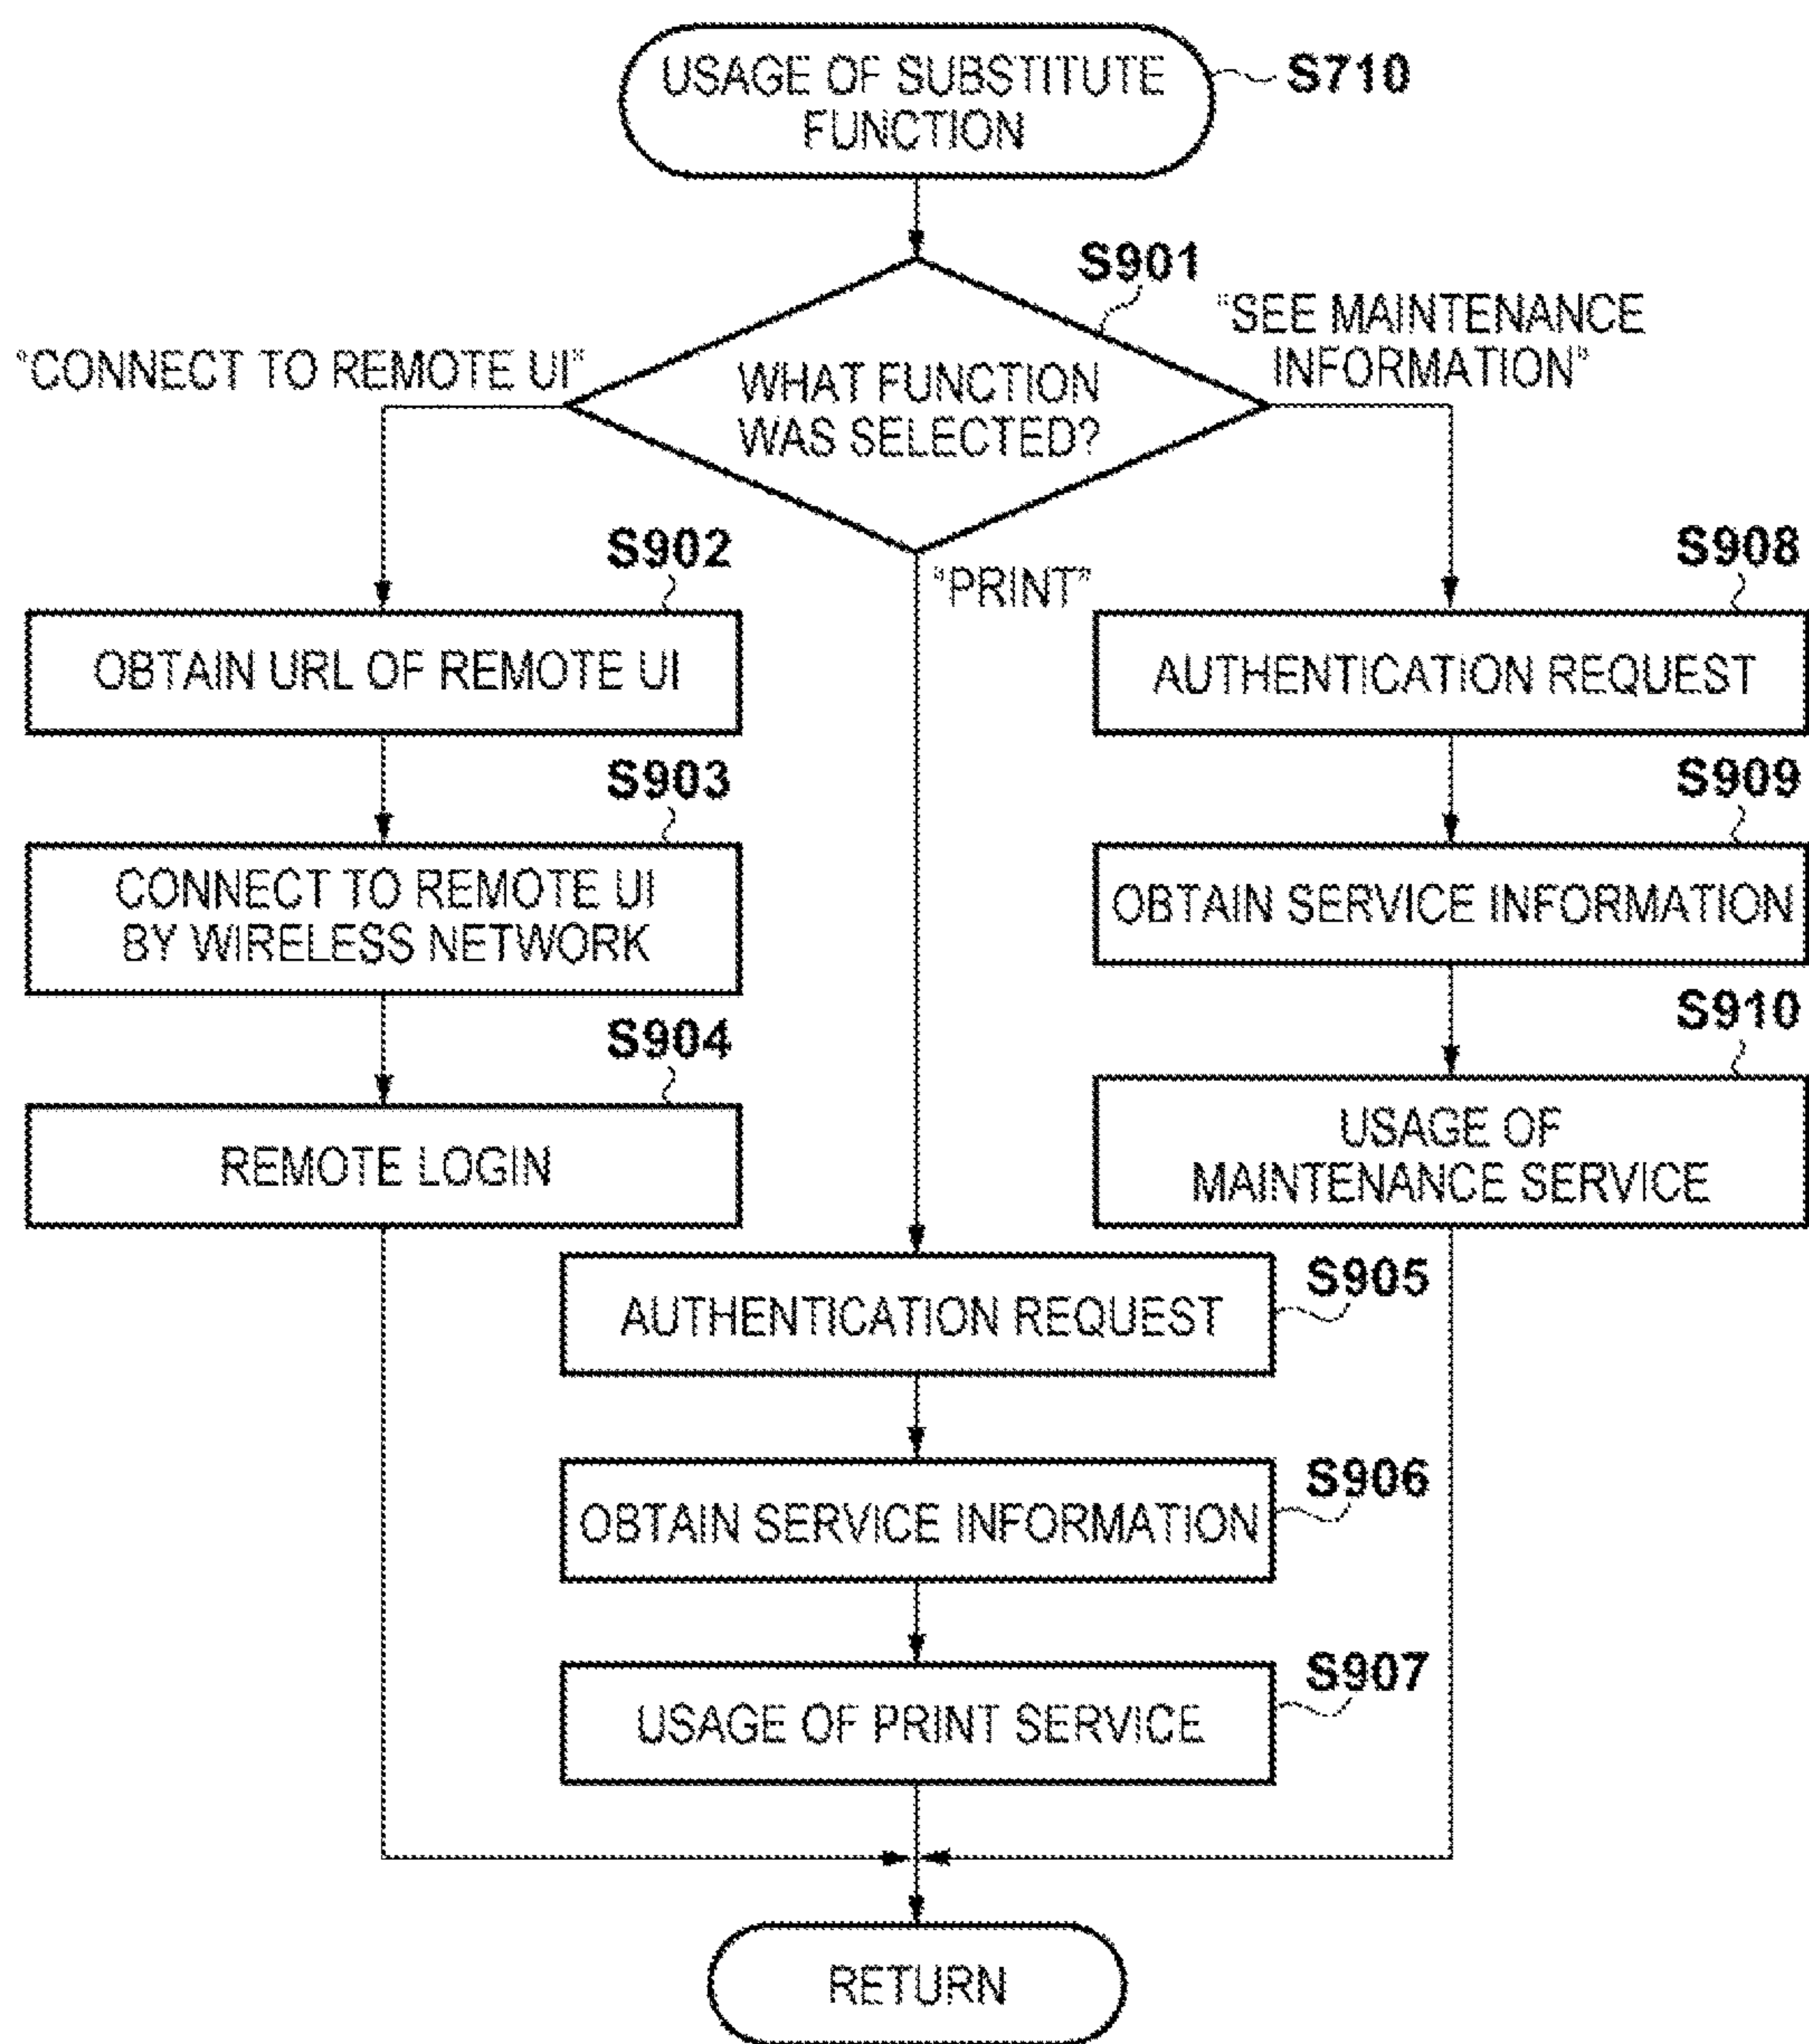 USAGE OF SUBSTITUTE
FUNCTION
S710
S901
"CONNECT TO REMOTE UI"
WHAT FUNCTION
WAS SELECTED?
"SEE MAINTENANCE
INFORMATION"
"PRINT"
S902
OBTAIN URL OF REMOTE UI
S903
CONNECT TO REMOTE UI
BY WIRELESS NETWORK
S904
REMOTE LOGIN
S908
AUTHENTICATION REQUEST
S909
OBTAIN SERVICE INFORMATION
S910
USAGE OF
MAINTENANCE SERVICE
AUTHENTICATION REQUEST
S905
OBTAIN SERVICE INFORMATION
S906
USAGE OF PRINT SERVICE
S907
RETURN